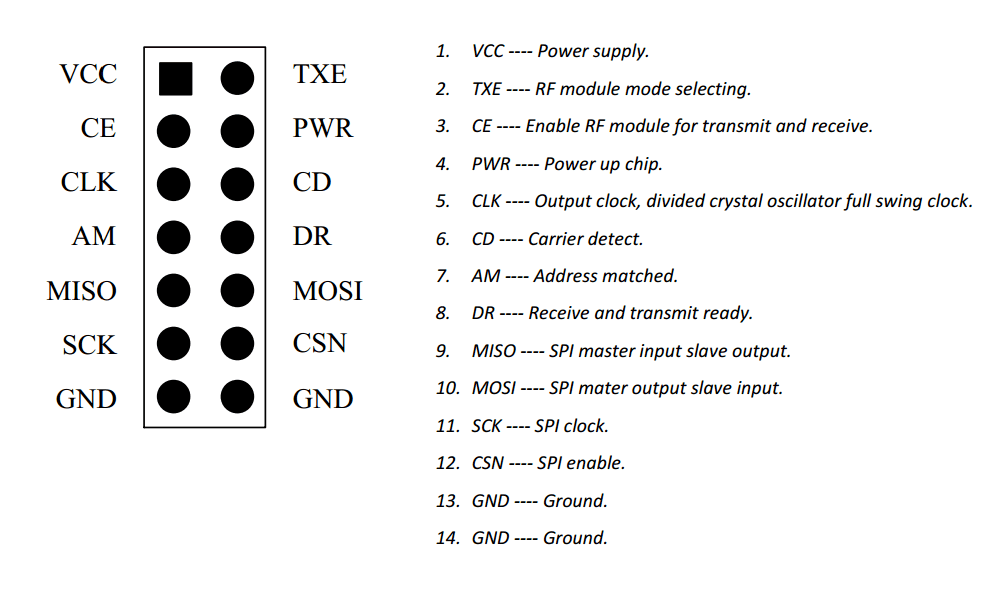 VCC TXE
CE PWR
CLK CD
AM DR
MISO MOSI
SCK CSN
GND GND
1. VCC ---- Power supply.
2. TXE ---- RF module mode selecting.
3. CE ---- Enable RF module for transmit and receive.
4. PWR ---- Power up chip.
5. CLK ---- Output clock, divided crystal oscillator full swing clock.
6. CD ---- Carrier detect.
7. AM ---- Address matched.
8. DR ---- Receive and transmit ready.
9. MISO ---- SPI master input slave output.
10. MOSI ---- SPI mater output slave input.
11. SCK ---- SPI clock.
12. CSN ---- SPI enable.
13. GND ---- Ground.
14. GND ---- Ground.